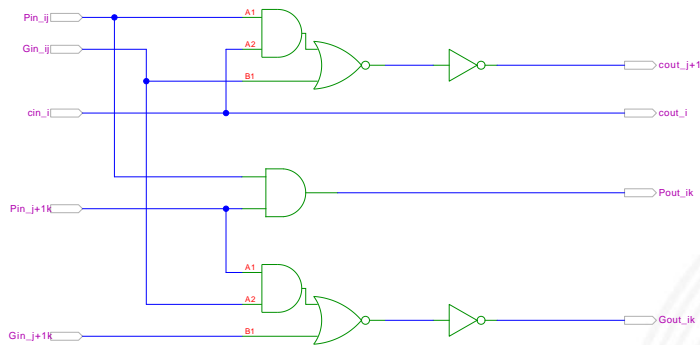 Pin_ij
A1
Gin_ij
A2
cout_j+1
B1
cin_i
cout_i
Pout_ik
Pin_j+1k
A1
A2
Gout_ik
Gin_j+1k
B1